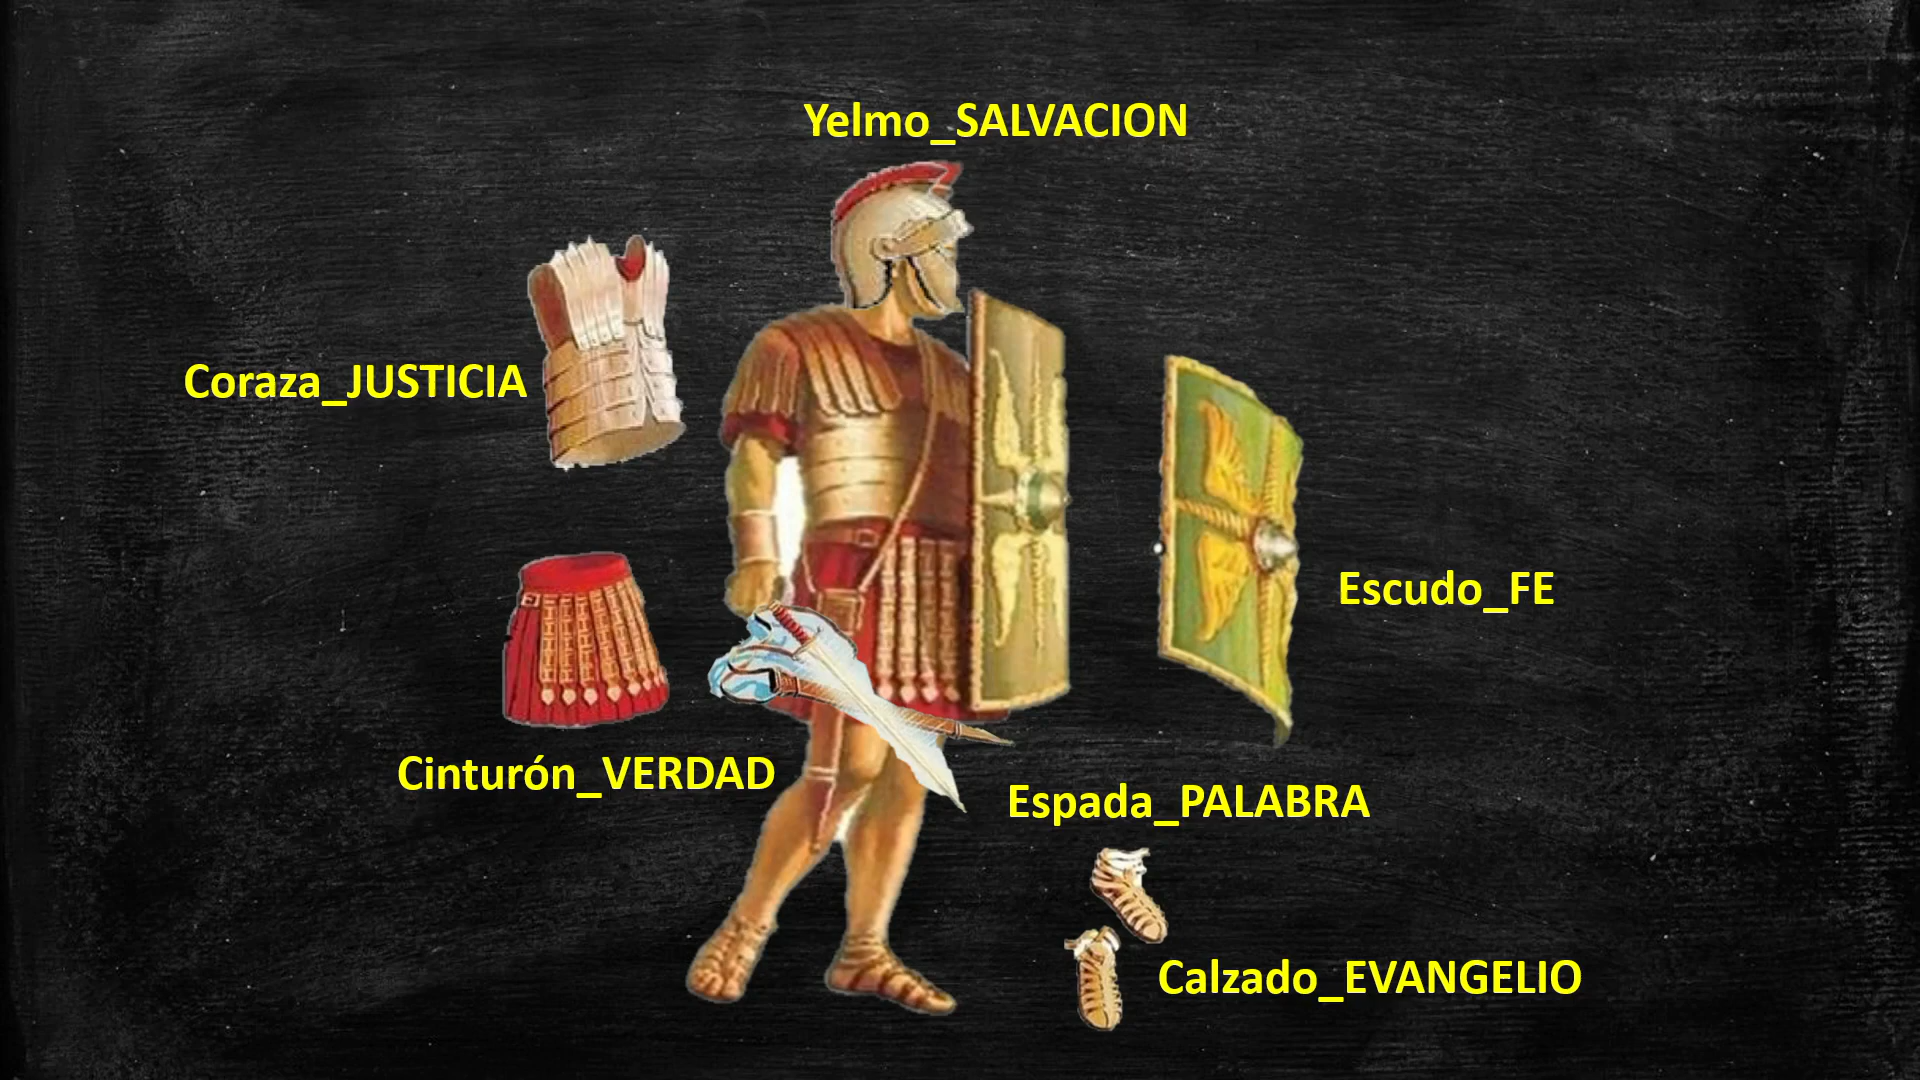 Yelmo_SALVACION
Coraza_JUSTICIA
Escudo_FE
Cinturón_VERDAD
Espada_PALABRA
Calzado_EVANGELIO